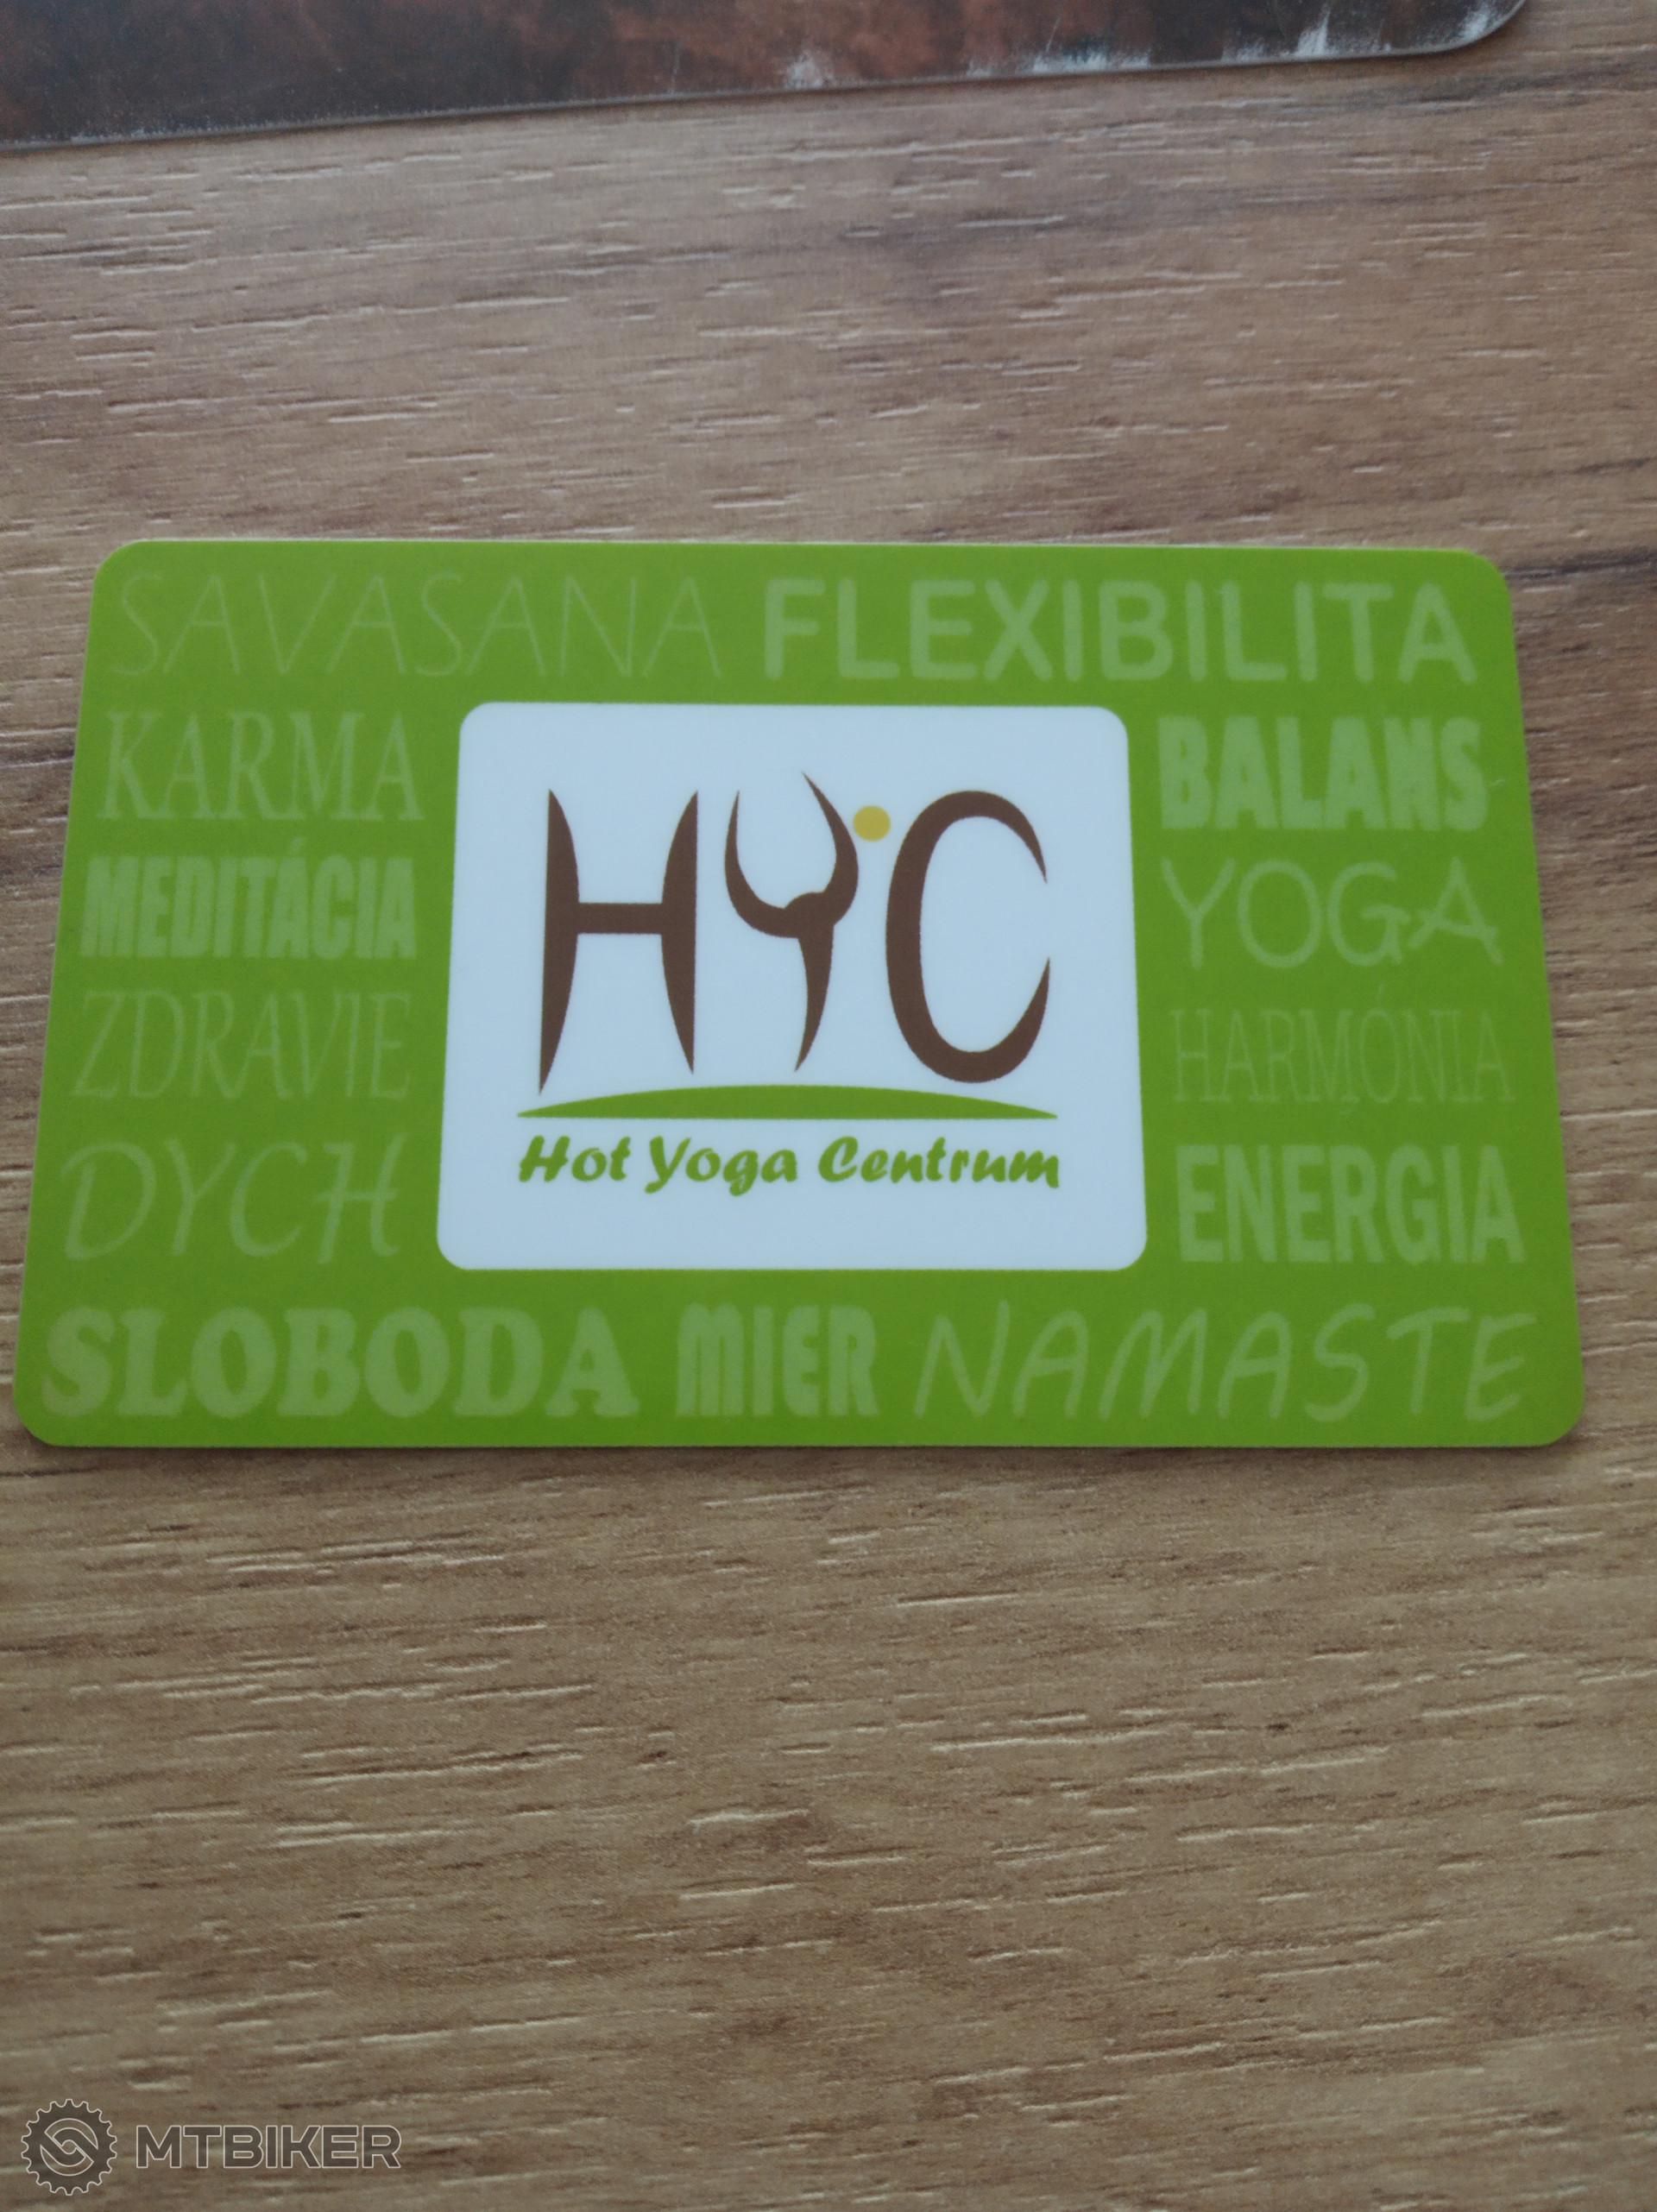 SAVASANA FLEXIBILITA
KARMA
BALANS
MEDITÁCIA
YOGA
ZDRAVIE
HARMÓNIA
DYCH
ENERGIA
HYC
Hot Yoga Centrum
SLOBODA MIER NAMASTE
MTBIKER